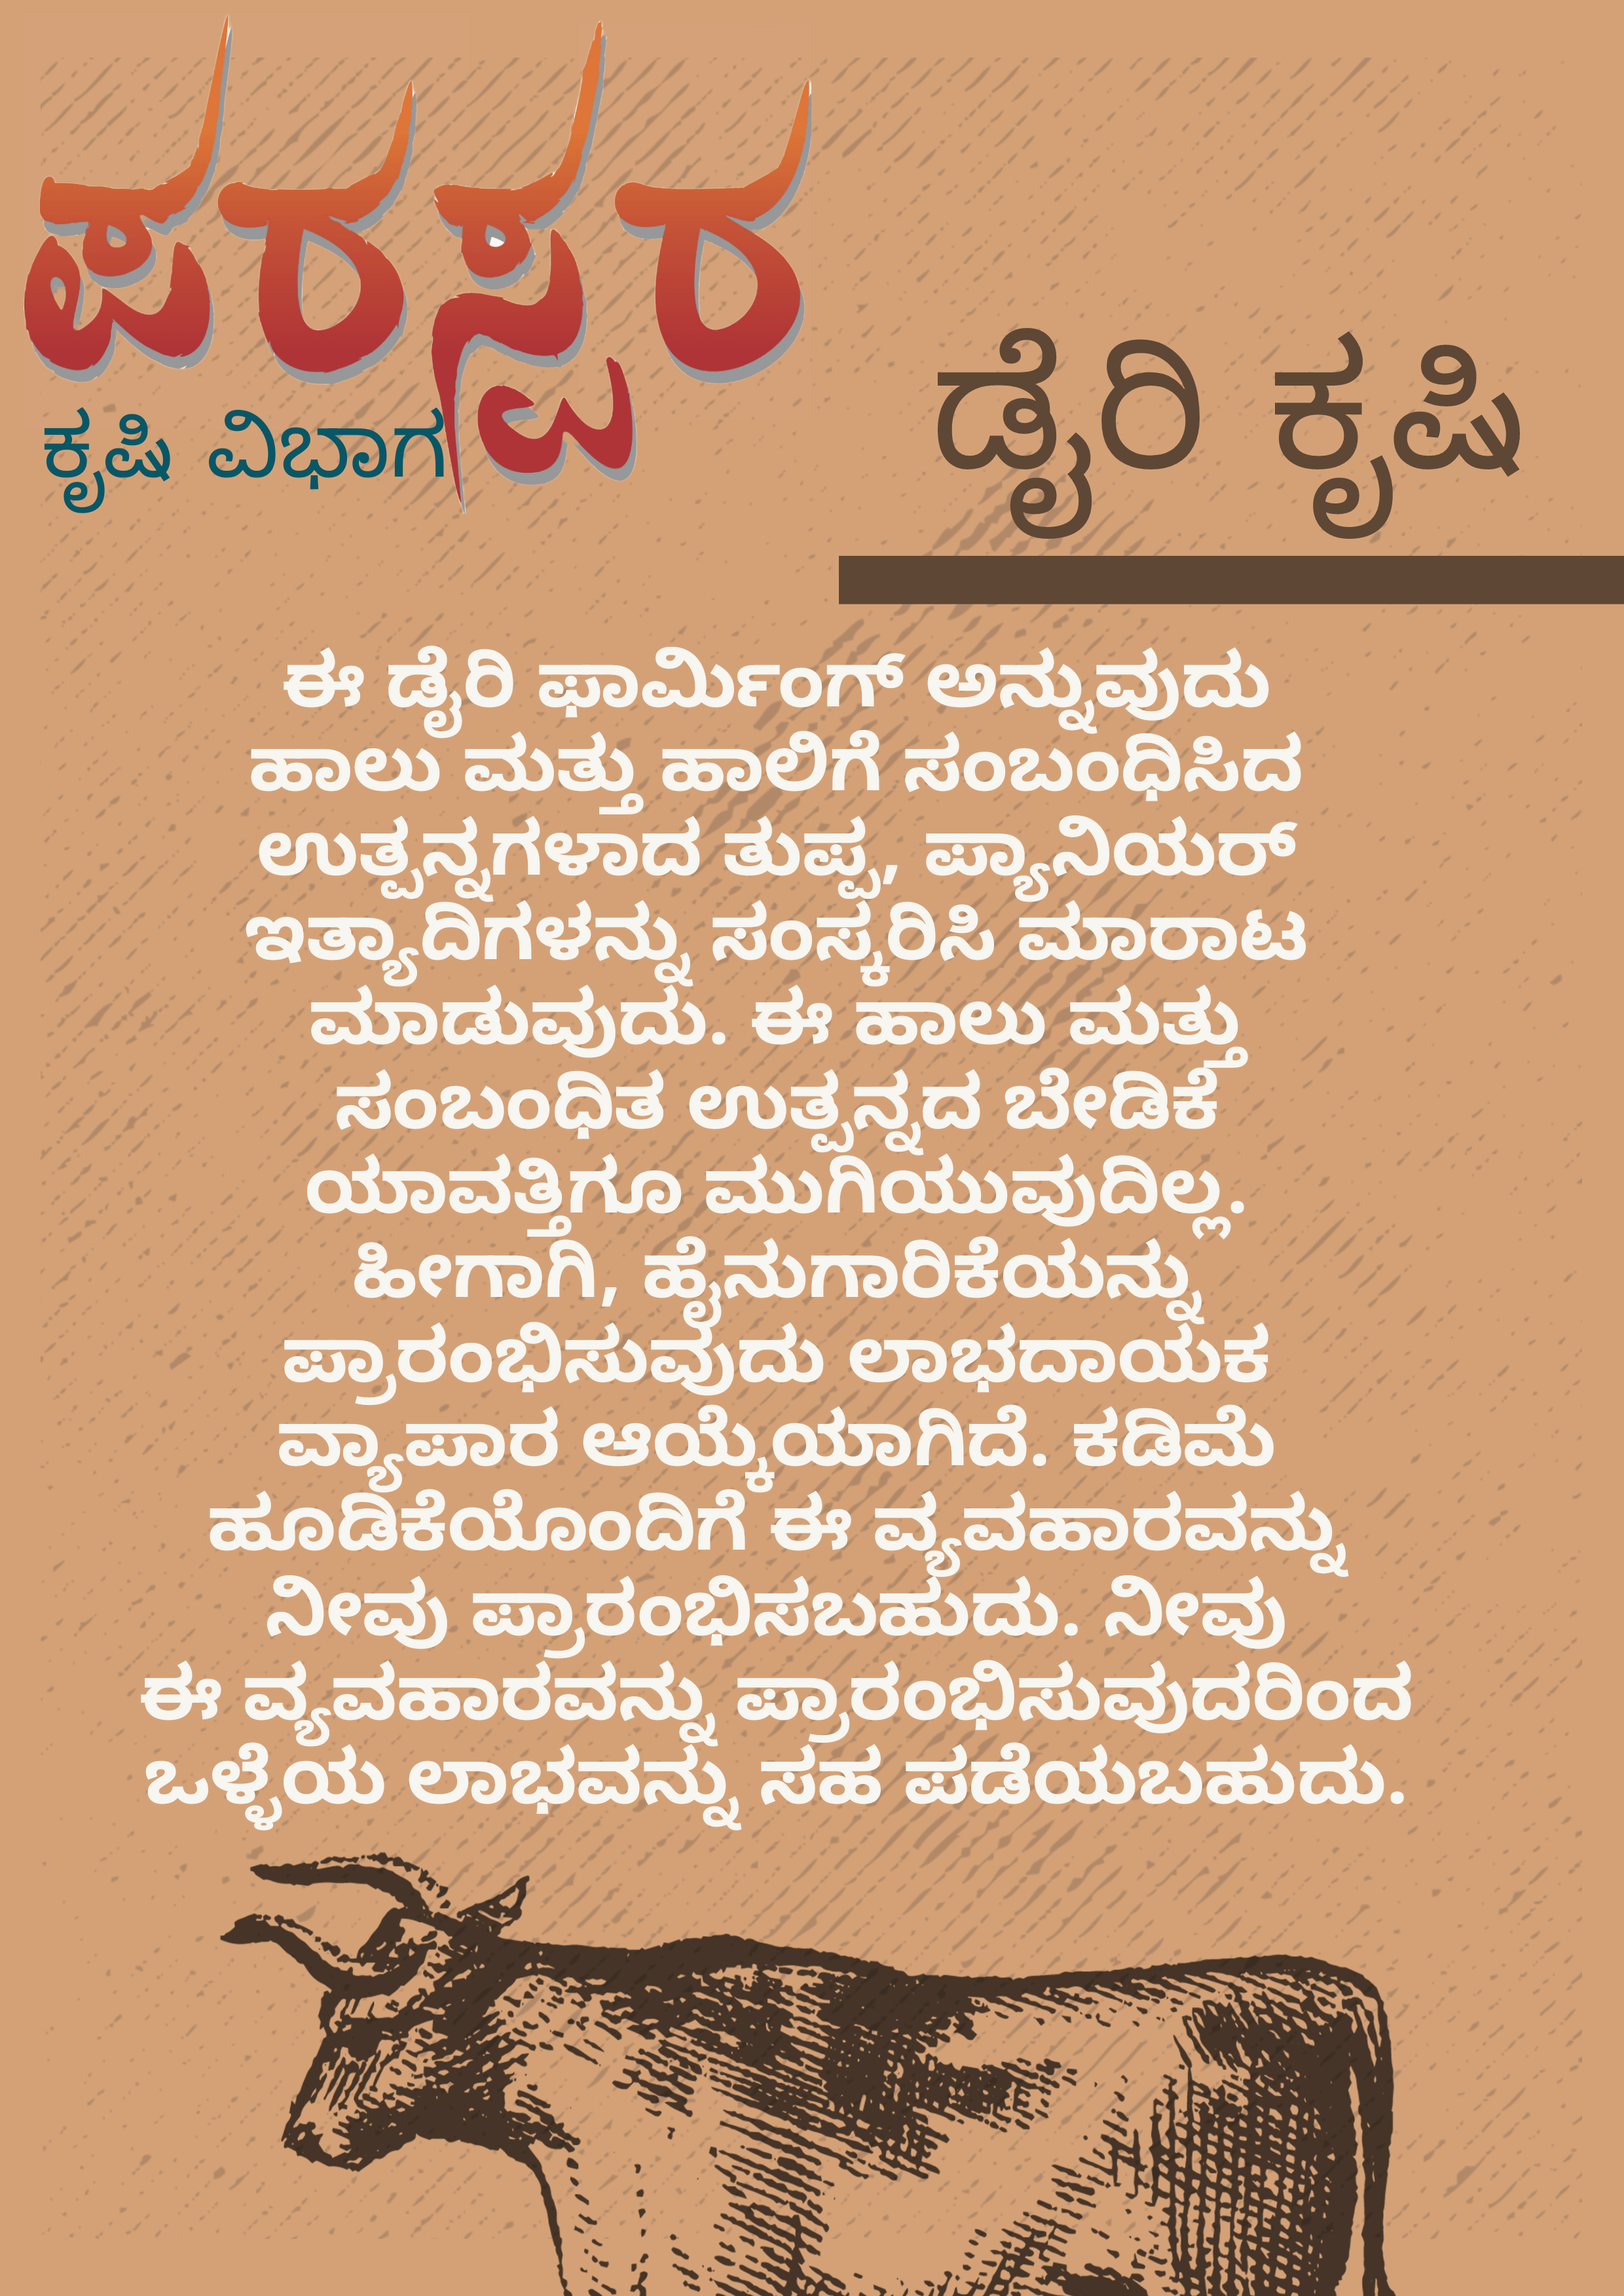 ಪರಸ್ಪರ
ಕೃಷಿ ವಿಭಾಗ
ಡೈರಿ ಕೃಷಿ
ಈ ಡೈರಿ ಫಾರ್ಮಿಂಗ್ ಅನ್ನುವುದು
ಹಾಲು ಮತ್ತು ಹಾಲಿಗೆ ಸಂಬಂಧಿಸಿದ
ಉತ್ಪನ್ನಗಳಾದ ತುಪ್ಪ, ಪ್ಯಾನಿಯರ್
ಇತ್ಯಾದಿಗಳನ್ನು ಸಂಸ್ಕರಿಸಿ ಮಾರಾಟ
ಮಾಡುವುದು. ಈ ಹಾಲು ಮತ್ತು
ಸಂಬಂಧಿತ ಉತ್ಪನ್ನದ ಬೇಡಿಕೆ
ಯಾವತ್ತಿಗೂ ಮುಗಿಯುವುದಿಲ್ಲ.
ಹೀಗಾಗಿ, ಹೈನುಗಾರಿಕೆಯನ್ನು
ಪ್ರಾರಂಭಿಸುವುದು ಲಾಭದಾಯಕ
ವ್ಯಾಪಾರ ಆಯ್ಕೆಯಾಗಿದೆ. ಕಡಿಮೆ
ಹೂಡಿಕೆಯೊಂದಿಗೆ ಈ ವ್ಯವಹಾರವನ್ನು
ನೀವು ಪ್ರಾರಂಭಿಸಬಹುದು. ನೀವು
ಈ ವ್ಯವಹಾರವನ್ನು ಪ್ರಾರಂಭಿಸುವುದರಿಂದ
ಒಳ್ಳೆಯ ಲಾಭವನ್ನು ಸಹ ಪಡೆಯಬಹುದು.